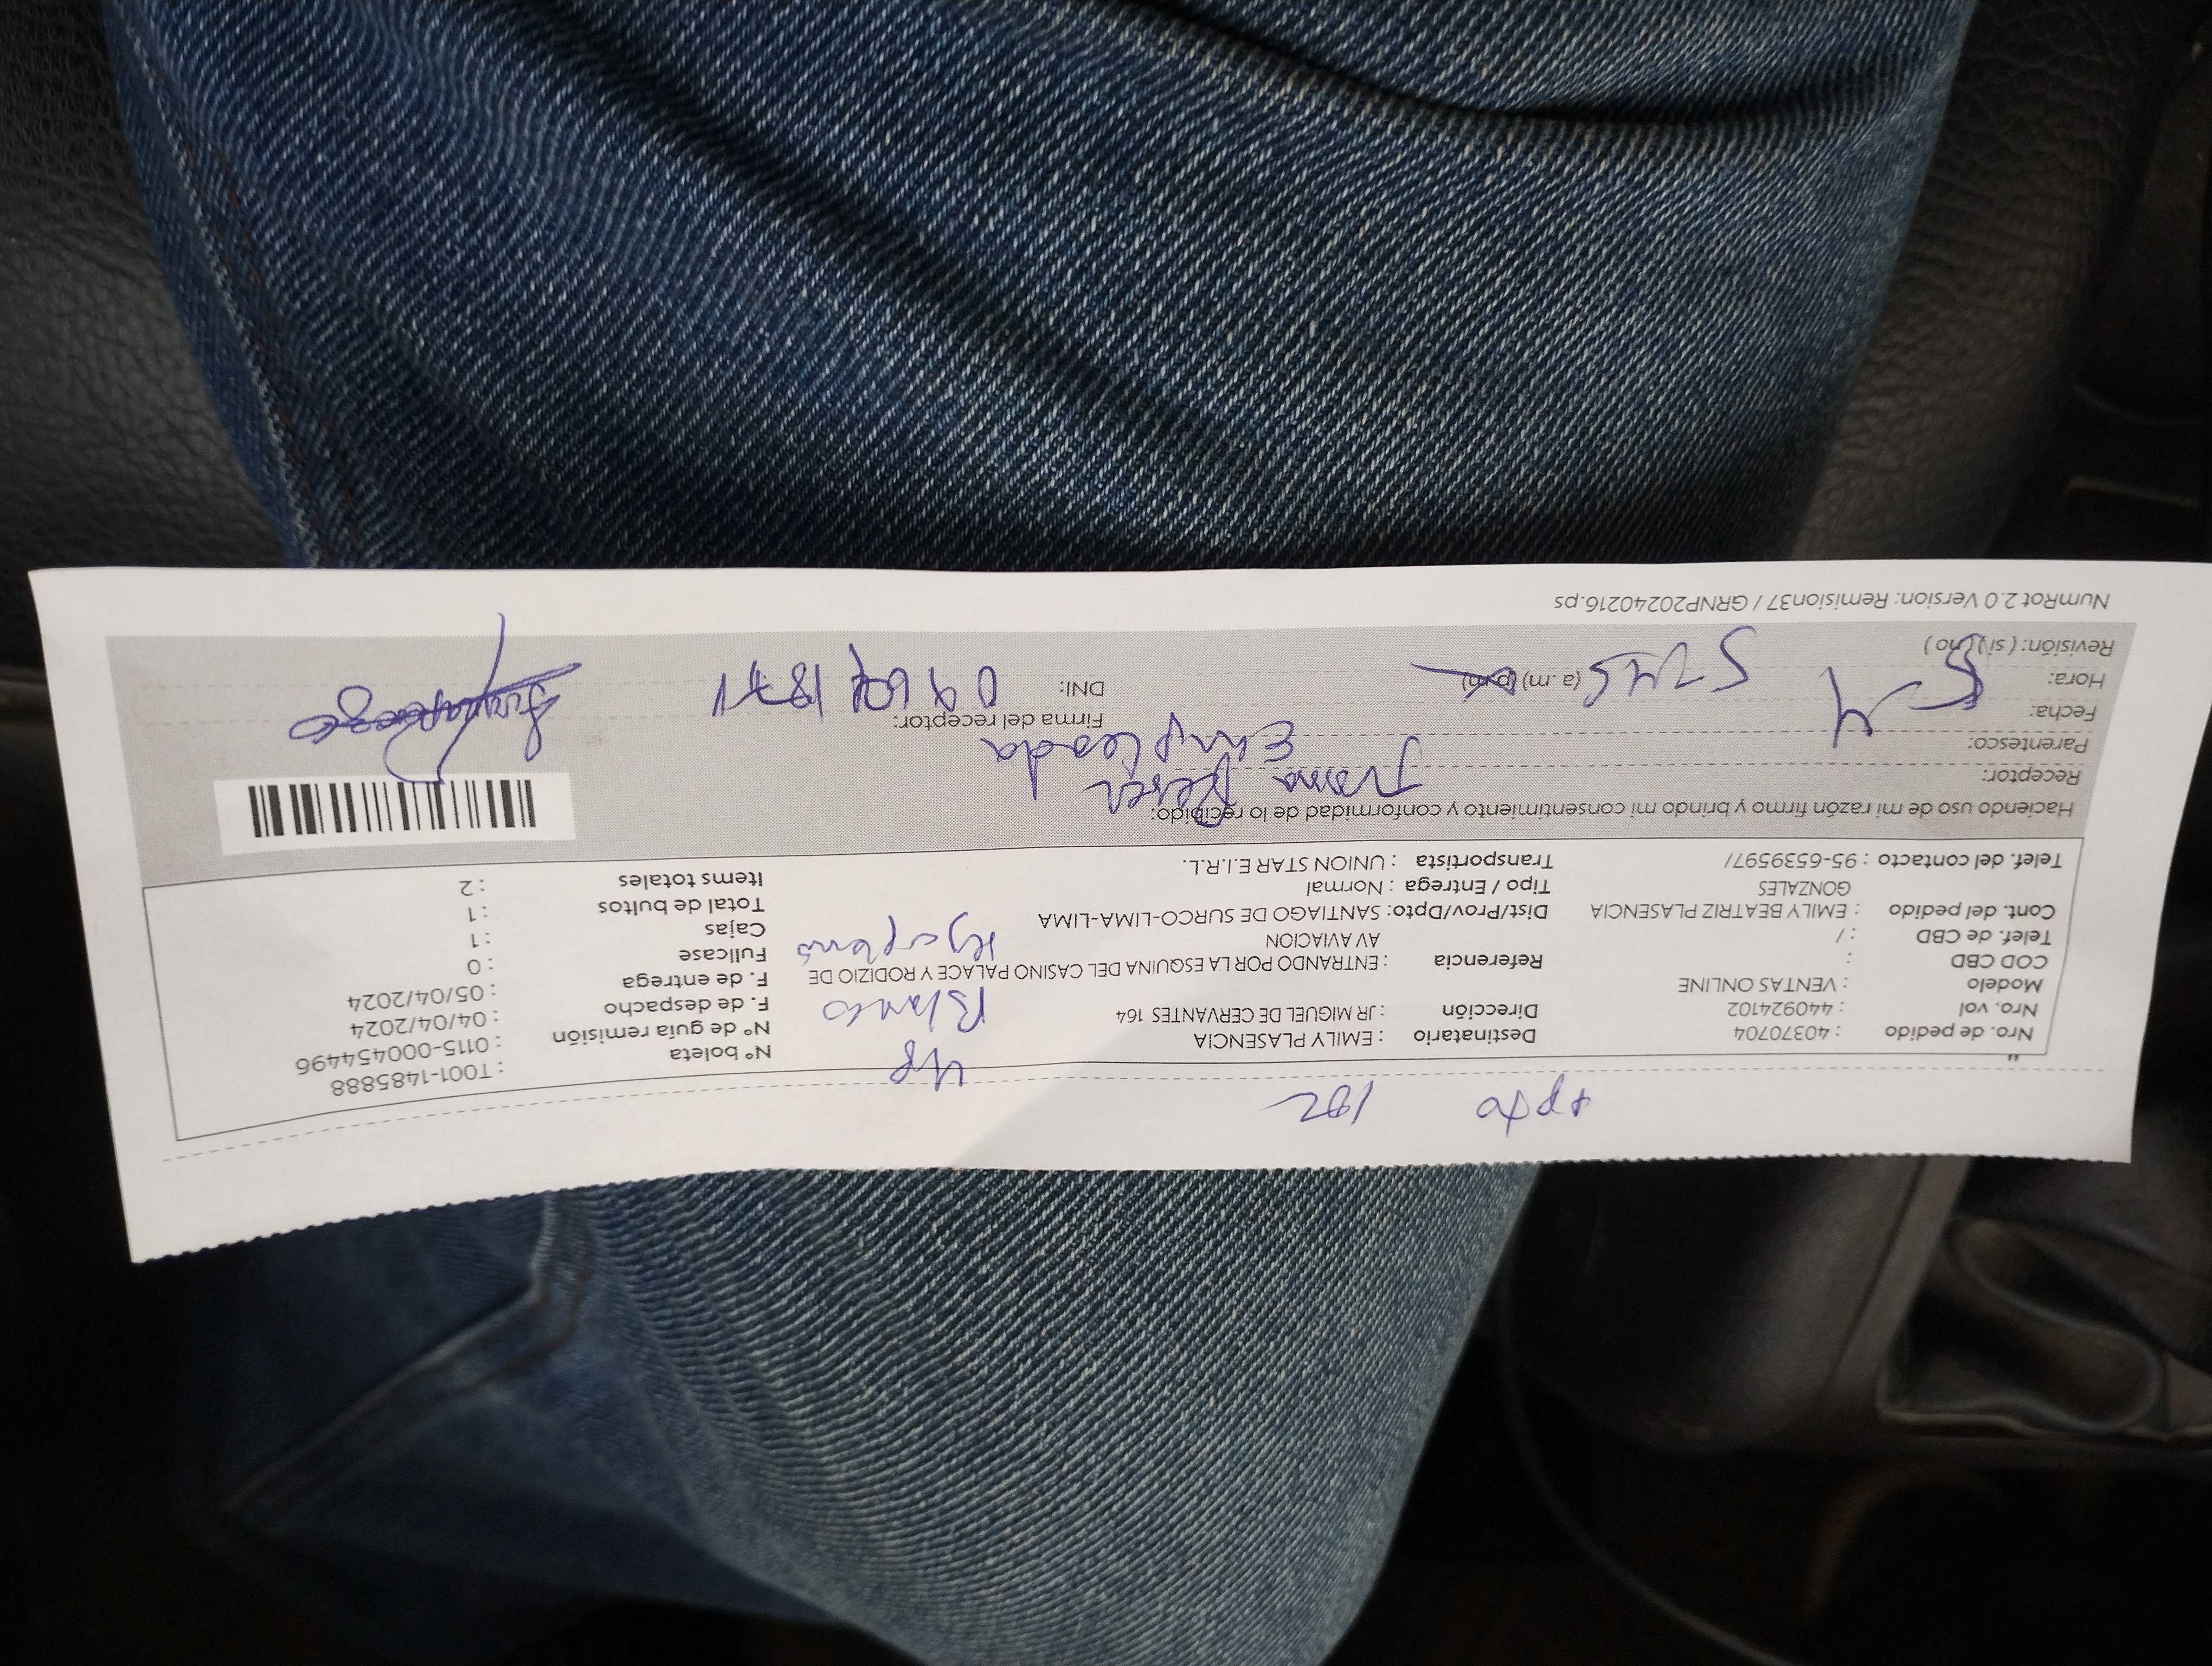 Nro. de pedido : 40370704
Nro. vol : 440924102
Modelo : VENTAS ONLINE
COD CBD :
Telef. de CBD : /
Cont. del pedido : EMILY BEATRIZ PLASENCIA
GONZALES
Telef. del contacto : 95-6539597/
Destinatario : EMILY PLASENCIA
Dirección : JR MIGUEL DE CERVANTES 164
Referencia : ENTRANDO POR LA ESQUINA DEL CASINO PALACE Y RODIZIO DE
AV AVIACION
Dist/Prov/Dpto: SANTIAGO DE SURCO-LIMA-LIMA
Tipo / Entrega : Normal
Transportista : UNION STAR E.I.R.L.
Blanco
N° boleta : T001-1485888
N° de guía remisión : 0115-000454496
F. de despacho : 04/04/2024
F. de entrega : 05/04/2024
Fullcase : 0
Cajas : 1
Total de bultos : 1
Items totales : 2
Haciendo uso de mi razón firmo y brindo mi consentimiento y conformidad de lo recibido:
Receptor:
Parentesco: Empleada
Fecha:
Hora: (a.m) (p.m)
Revisión: ( si ) ( no )
Firma del receptor:
DNI:
NumRot 2.0 Version: Remision37 / GRNP20240216.ps